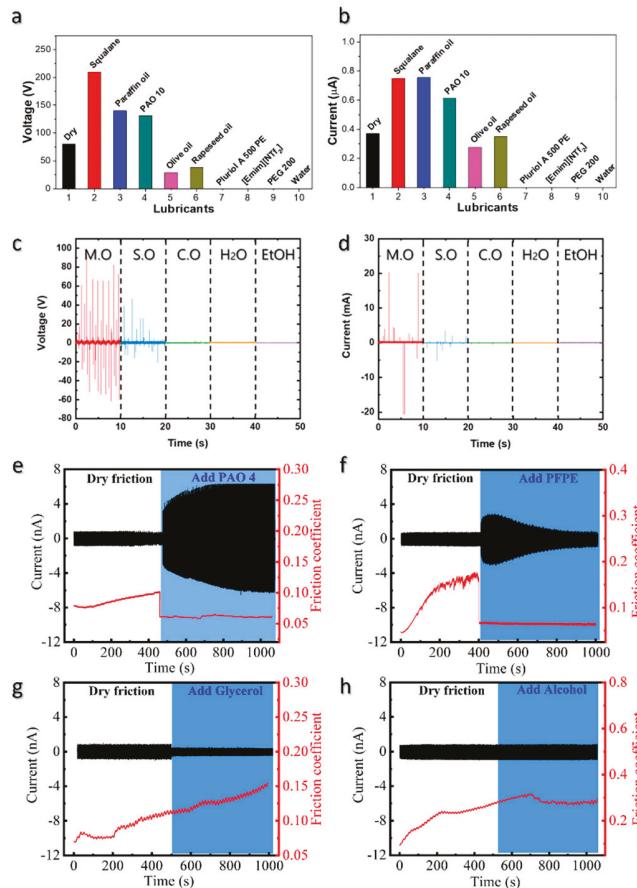 a
Voltage (V)
250
200
150
100
50
0
Dry
Squalane
Paraffin oil
PAO 10
Olive oil
Rapeseed oil
Pluriol A 500 PE
[Emim][NTf₂]
PEG 200
Water
1 2 3 4 5 6 7 8 9 10
Lubricants
b
Current (μA)
1.0
0.8
0.6
0.4
0.2
0.0
Dry
Squalane
Paraffin oil
PAO 10
Olive oil
Rapeseed oil
Pluriol A 500 PE
[Emim][NTf₂]
PEG 200
Water
1 2 3 4 5 6 7 8 9 10
Lubricants
c
Voltage (V)
100
80
60
40
20
0
-20
-40
-60
-80
M.O S.O C.O H₂O EtOH
0 10 20 30 40 50
Time (s)
d
Current (mA)
30
20
10
0
-10
-20
M.O S.O C.O H₂O EtOH
0 10 20 30 40 50
Time (s)
e
Dry friction Add PAO 4
Current (nA)
8
4
0
-4
-8
-12
Friction coefficient
0.30
0.25
0.20
0.15
0.10
0.05
0 200 400 600 800 1000
Time (s)
f
Dry friction Add PFPE
Current (nA)
8
4
0
-4
-8
-12
Friction coefficient
0.4
0.3
0.2
0.1
0 200 400 600 800 1000
Time (s)
g
Dry friction Add Glycerol
Current (nA)
8
4
0
-4
-8
-12
Friction coefficient
0.30
0.25
0.20
0.15
0.10
0.05
0 200 400 600 800 1000
Time (s)
h
Dry friction Add Alcohol
Current (nA)
8
4
0
-4
-8
-12
Friction coefficient
0.8
0.6
0.4
0.2
0 200 400 600 800 1000
Time (s)